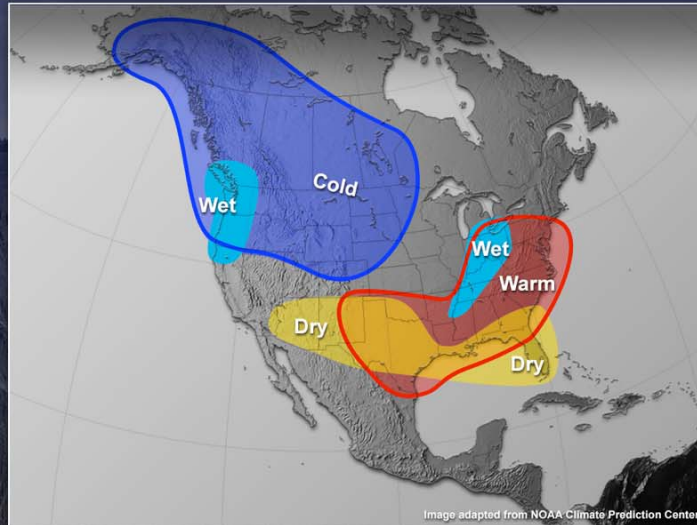 Cold
Wet
Wet
Warm
Dry
Dry
Image adapted from NOAA Climate Prediction Center